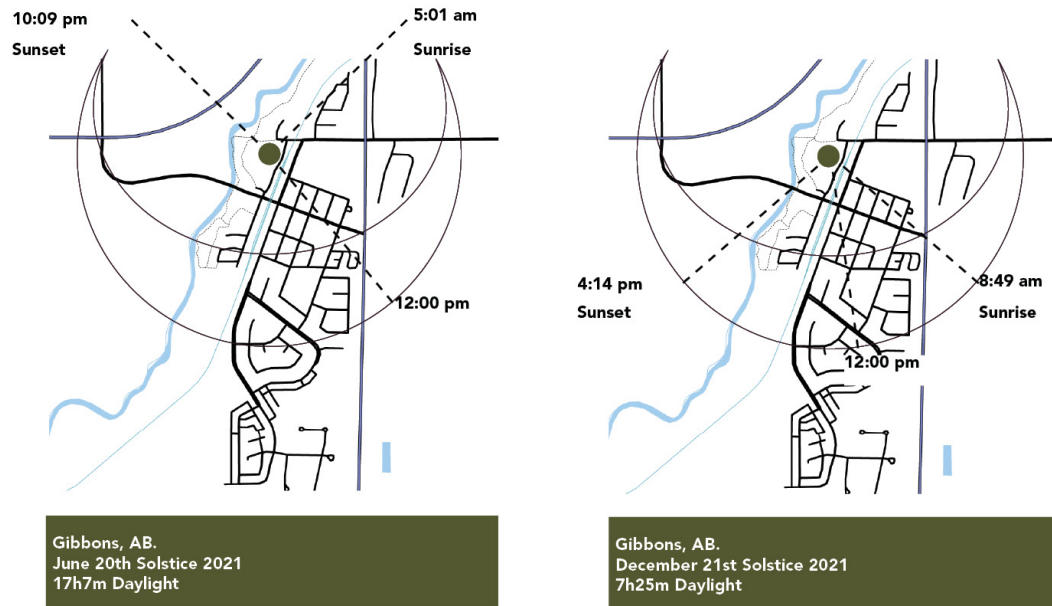 10:09 pm
Sunset
5:01 am
Sunrise
12:00 pm
Gibbons, AB.
June 20th Solstice 2021
17h7m Daylight
4:14 pm
Sunset
8:49 am
Sunrise
12:00 pm
Gibbons, AB.
December 21st Solstice 2021
7h25m Daylight